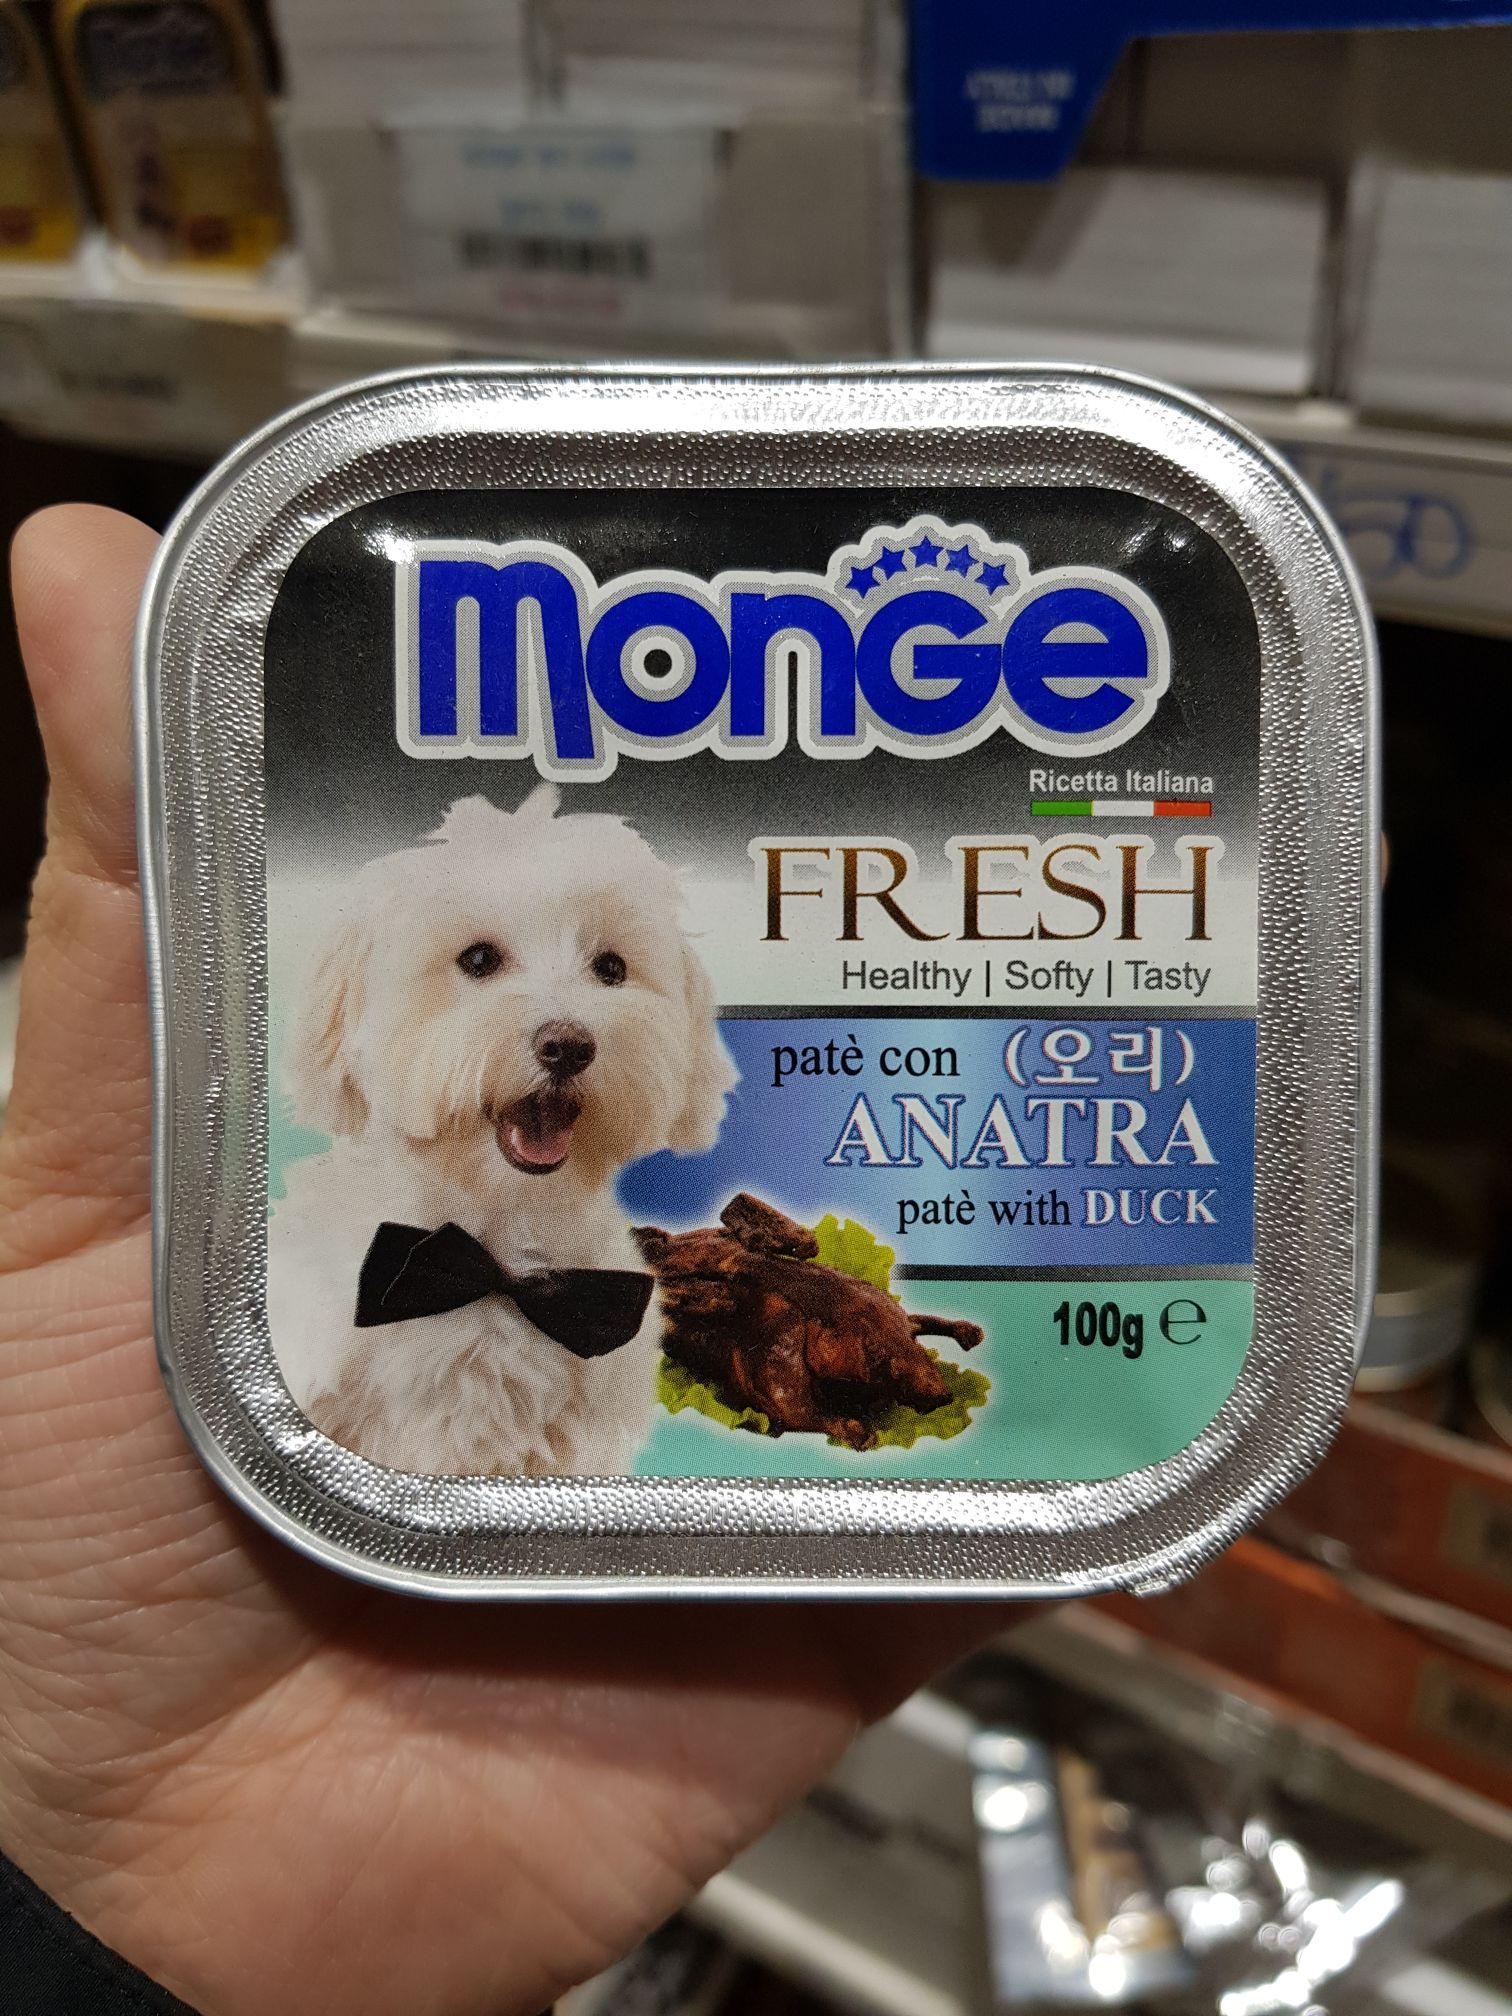 monGe
Ricetta Italiana
FRESH
Healthy | Softy | Tasty
patè con (오리)
ANATRA
patè with DUCK
100g ℮